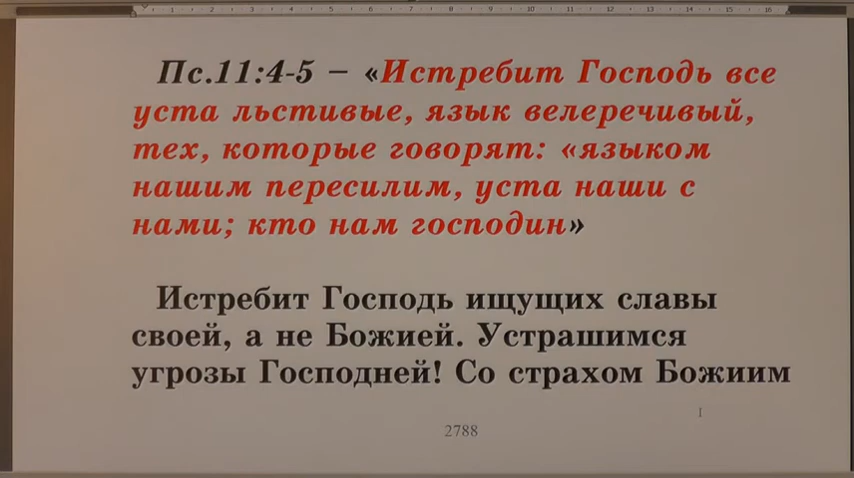 Пс.11:4-5 – «Истребит Господь все
уста льстивые, язык велеречивый,
тех, которые говорят: «языком
нашим пересилим, уста наши с
нами; кто нам господин»
Истребит Господь ищущих славы
своей, а не Божией. Устрашимся
угрозы Господней! Со страхом Божиим
2788